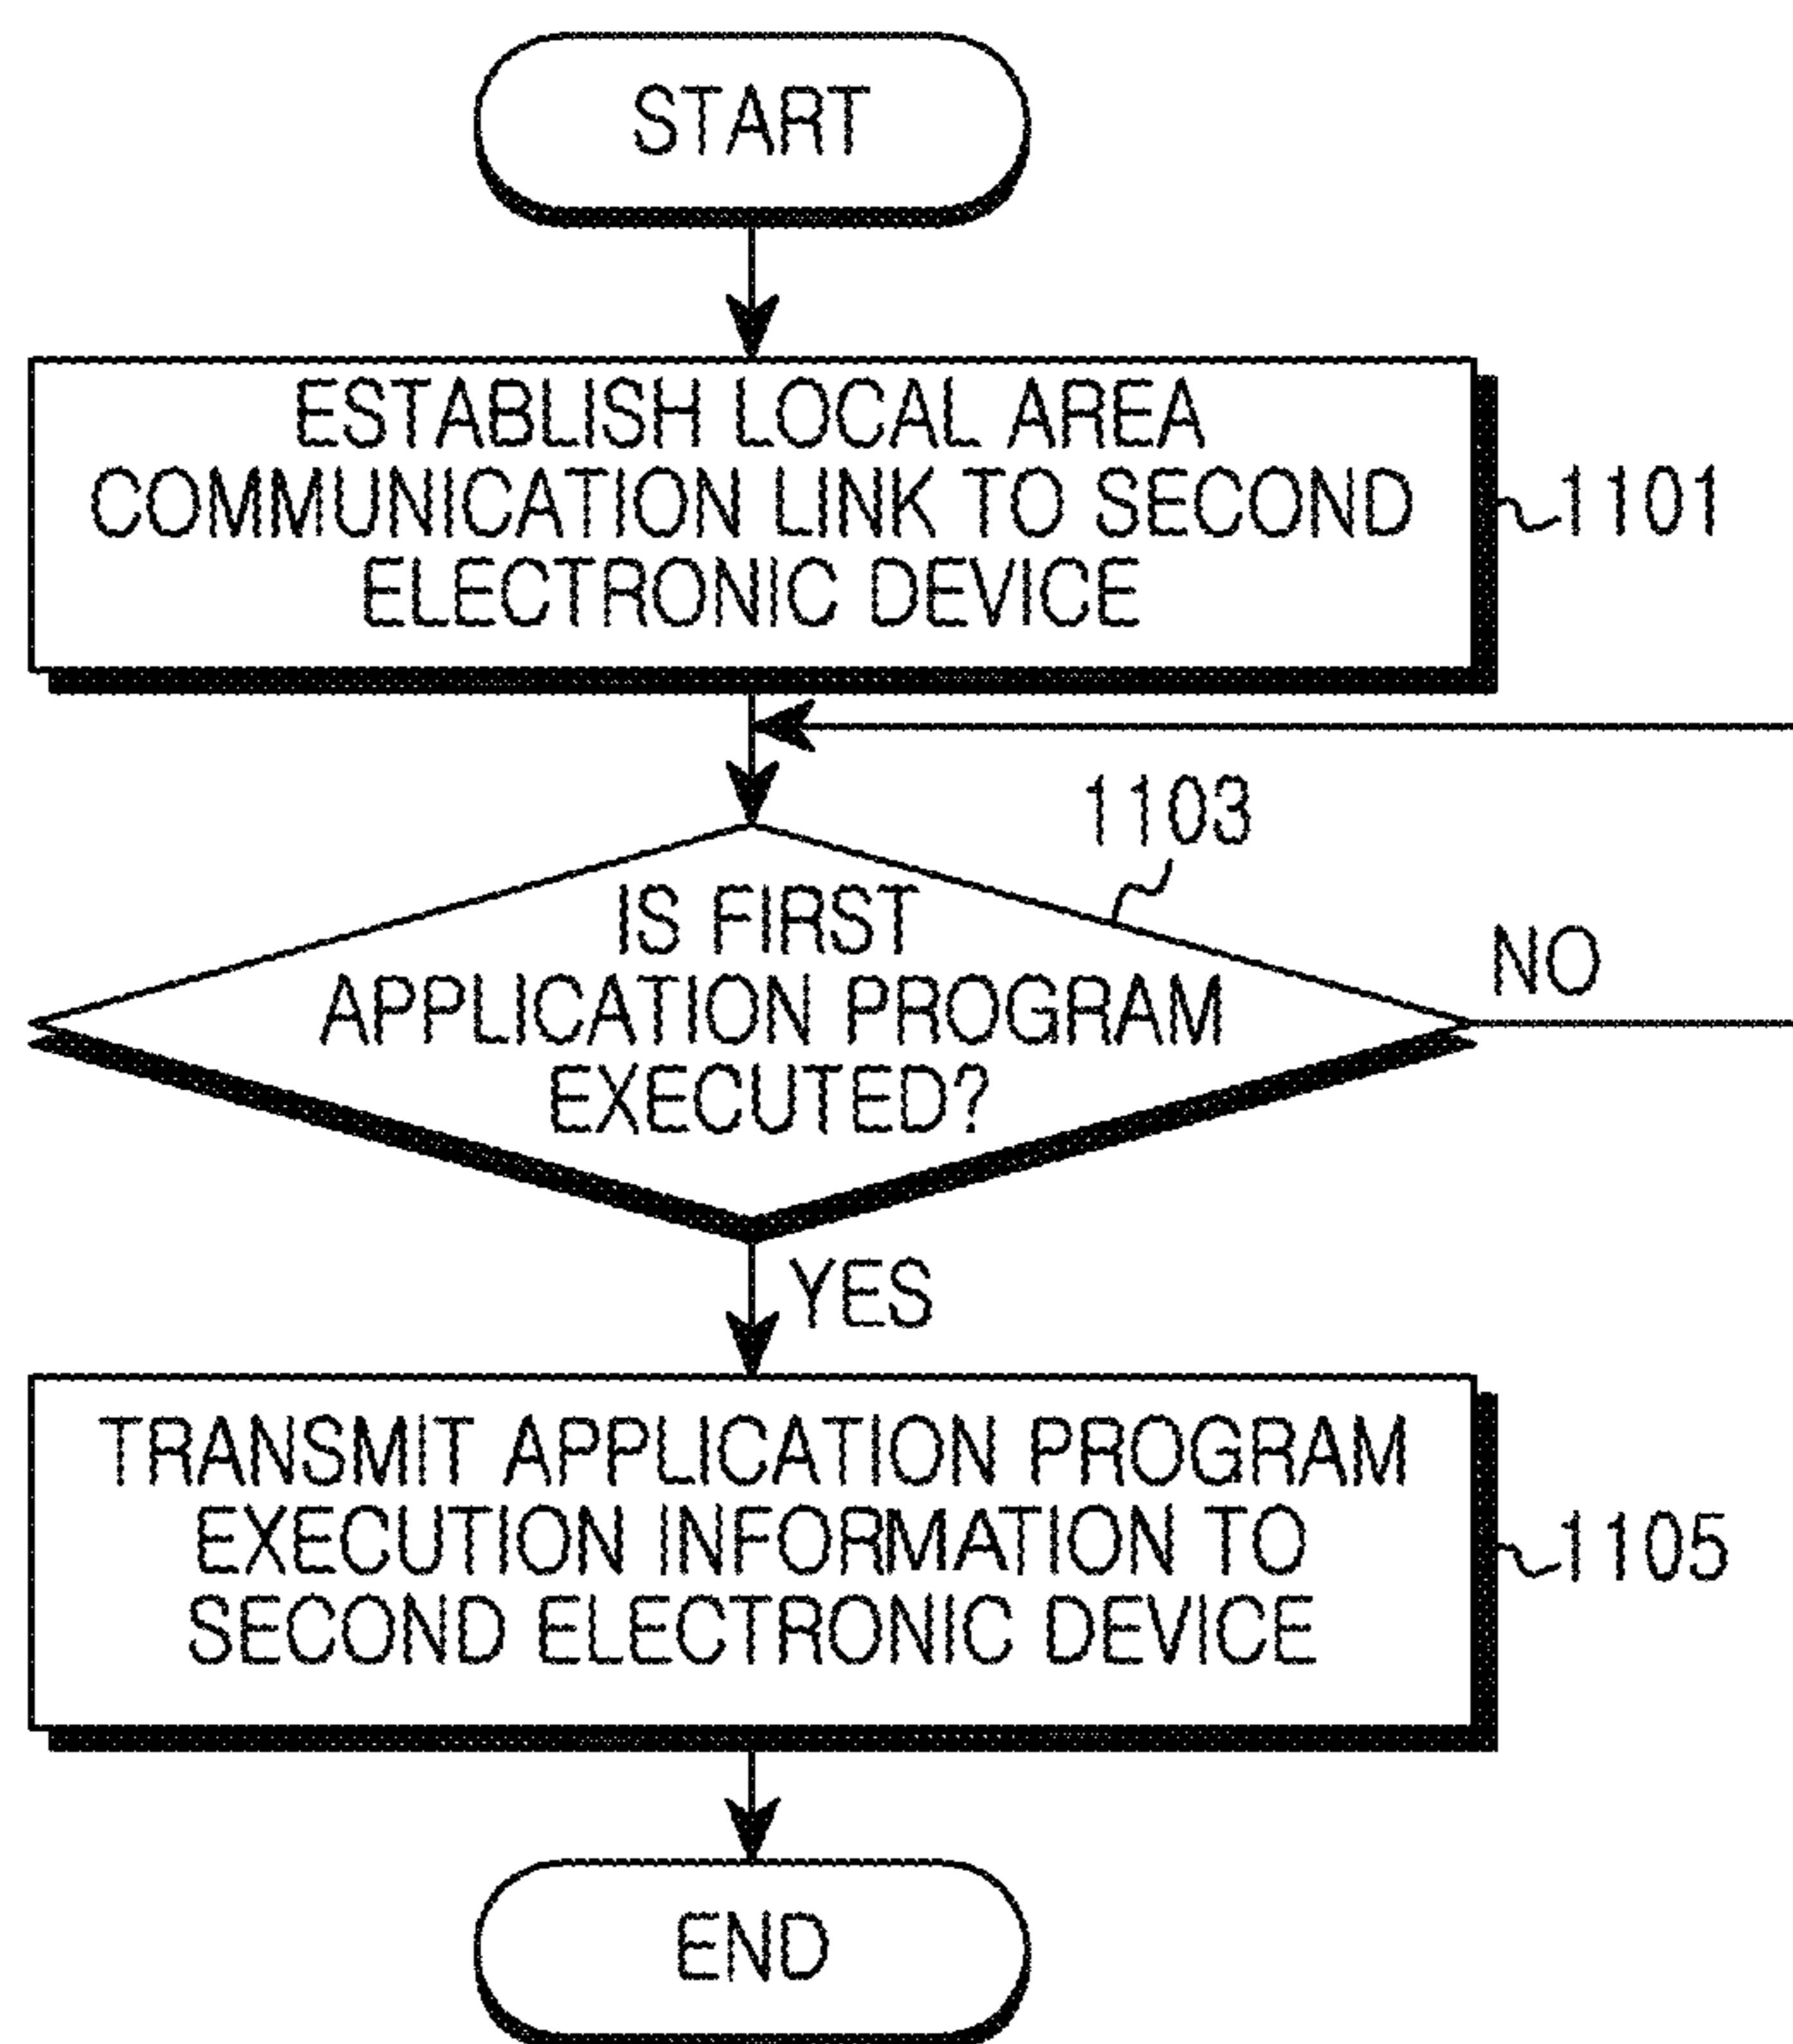 START
ESTABLISH LOCAL AREA
COMMUNICATION LINK TO SECOND
ELECTRONIC DEVICE
1101
1103
IS FIRST
APPLICATION PROGRAM
EXECUTED?
NO
YES
TRANSMIT APPLICATION PROGRAM
EXECUTION INFORMATION TO
SECOND ELECTRONIC DEVICE
1105
END